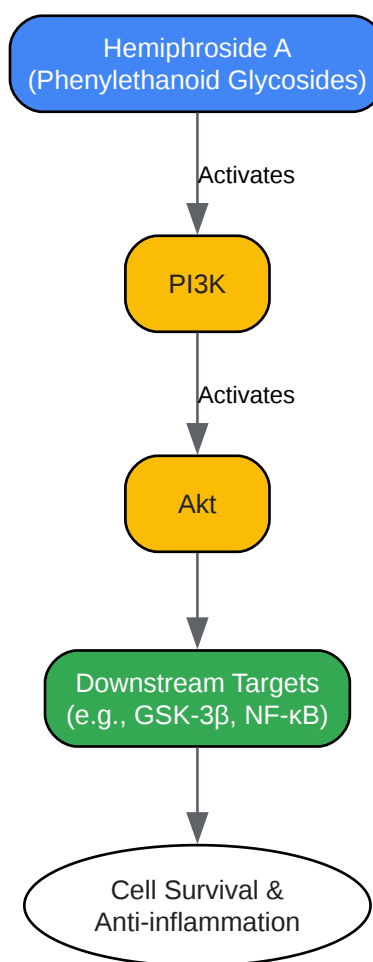 Hemiphroside A
(Phenylethanoid Glycosides)
Activates
PI3K
Activates
Akt
Downstream Targets
(e.g., GSK-3β, NF-κB)
Cell Survival &
Anti-inflammation